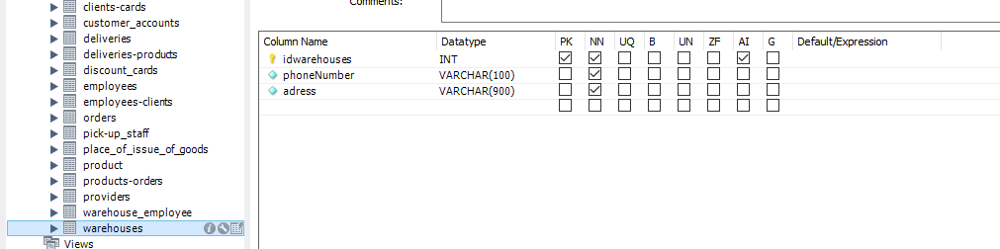 Comments:
clients-cards
customer_accounts
deliveries
deliveries-products
discount_cards
employees
employees-clients
orders
pick-up_staff
place_of_issue_of_goods
product
products-orders
providers
warehouse_employee
warehouses
Views
Column Name Datatype PK NN UQ B UN ZF AI G Default/Expression
idwarehouses INT
phoneNumber VARCHAR(100)
adress VARCHAR(900)